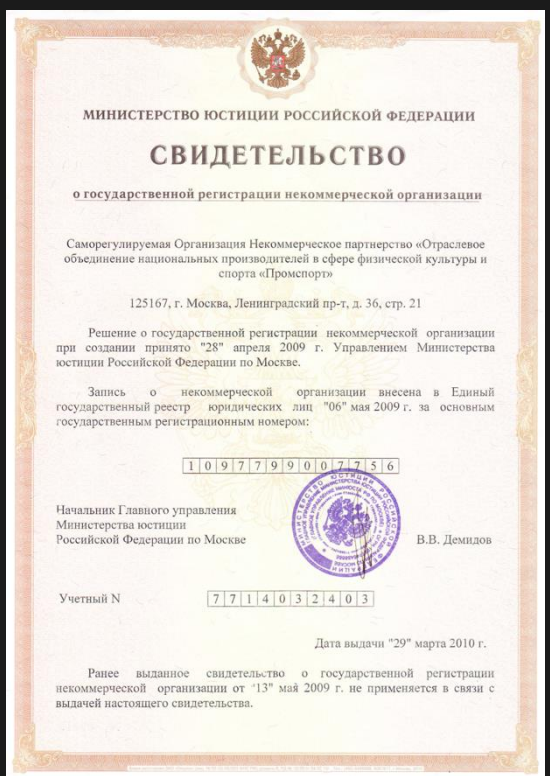 МИНИСТЕРСТВО ЮСТИЦИИ РОССИЙСКОЙ ФЕДЕРАЦИИ
СВИДЕТЕЛЬСТВО
о государственной регистрации некоммерческой организации
Саморегулируемая Организация Некоммерческое партнерство «Отраслевое
объединение национальных производителей в сфере физической культуры и
спорта «Промспорт»
125167, г. Москва, Ленинградский пр-т, д. 36, стр. 21
Решение о государственной регистрации некоммерческой организации
при создании принято "28" апреля 2009 г. Управлением Министерства
юстиции Российской Федерации по Москве.
Запись о некоммерческой организации внесена в Единый
государственный реестр юридических лиц "06" мая 2009 г. за основным
государственным регистрационным номером:
1097799007756
Начальник Главного управления
Министерства юстиции
Российской Федерации по Москве
В.В. Демидов
Учетный N 7714032403
Дата выдачи "29" марта 2010 г.
Ранее выданное свидетельство о государственной регистрации
некоммерческой организации от "13" мая 2009 г. не применяется в связи с
выдачей настоящего свидетельства.